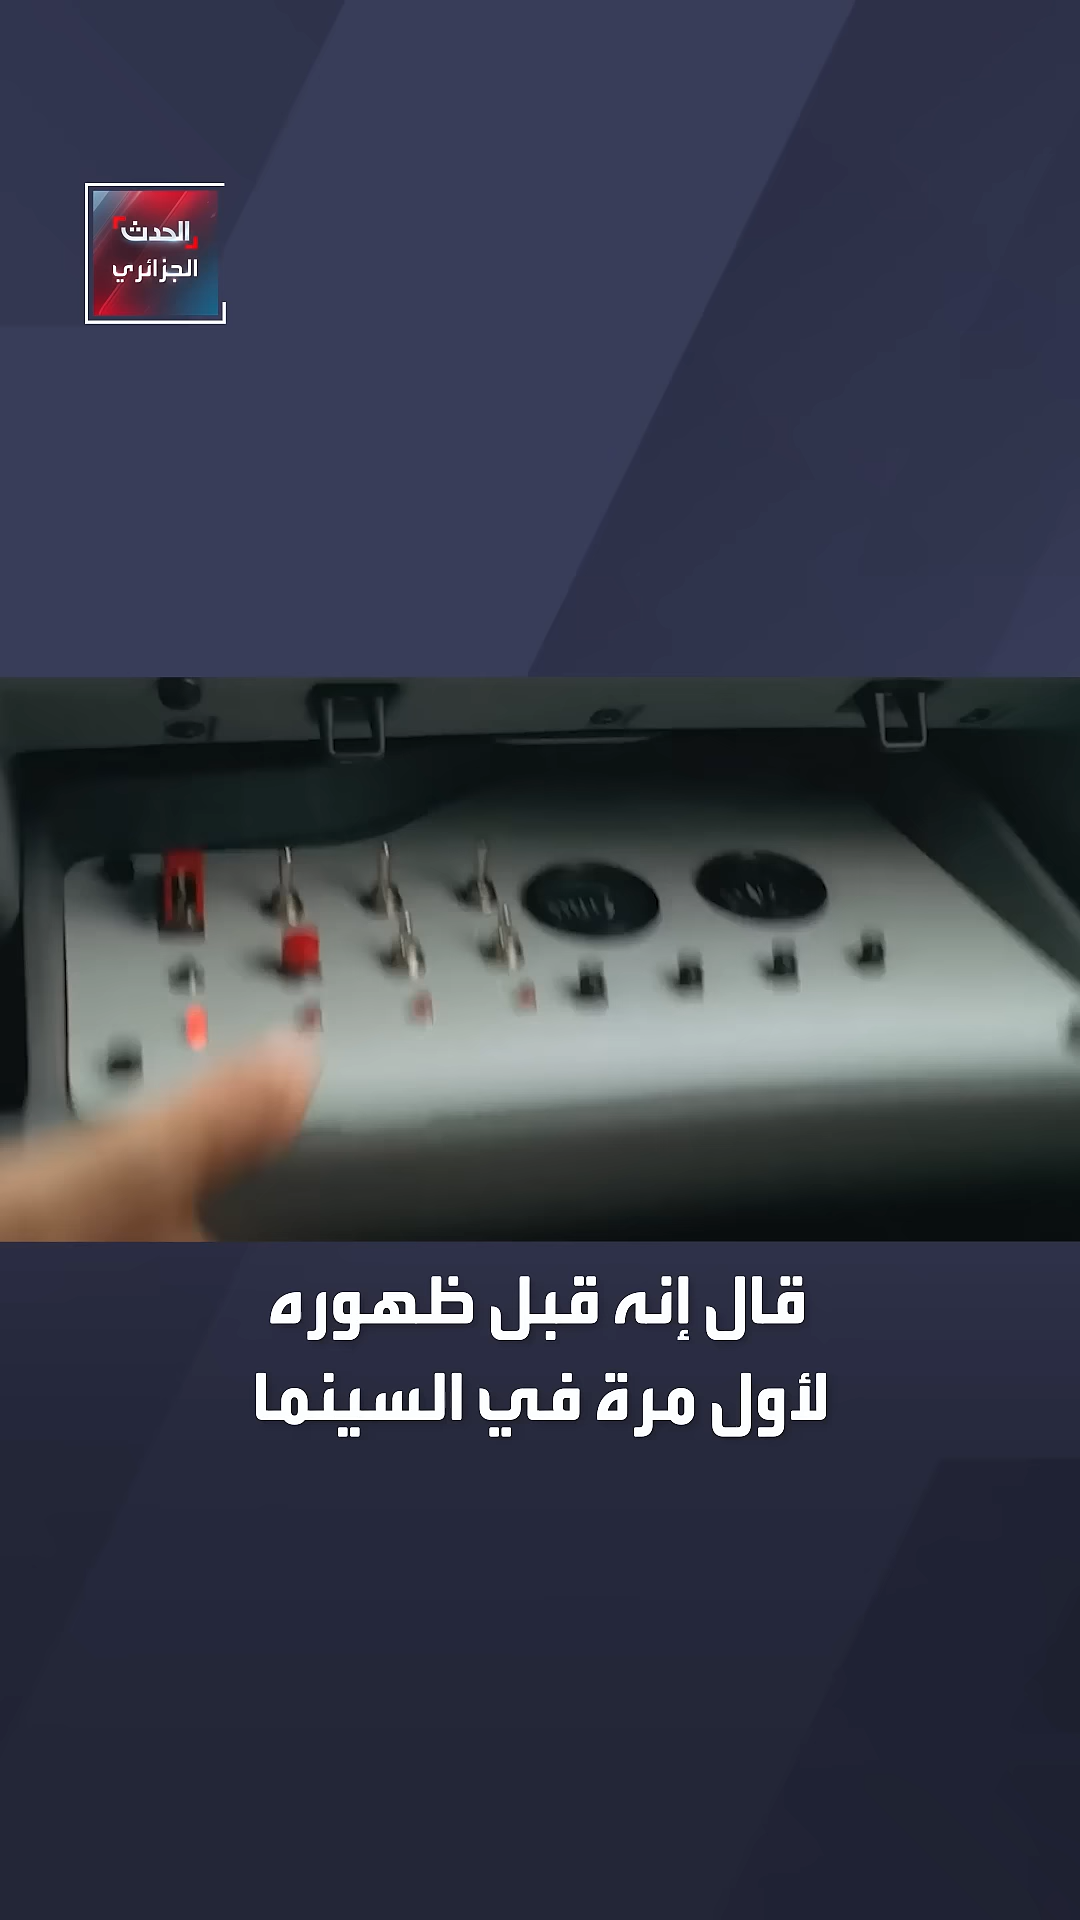 الحدث
الجزائري
قال إنه قبل ظهوره
لأول مرة في السينما